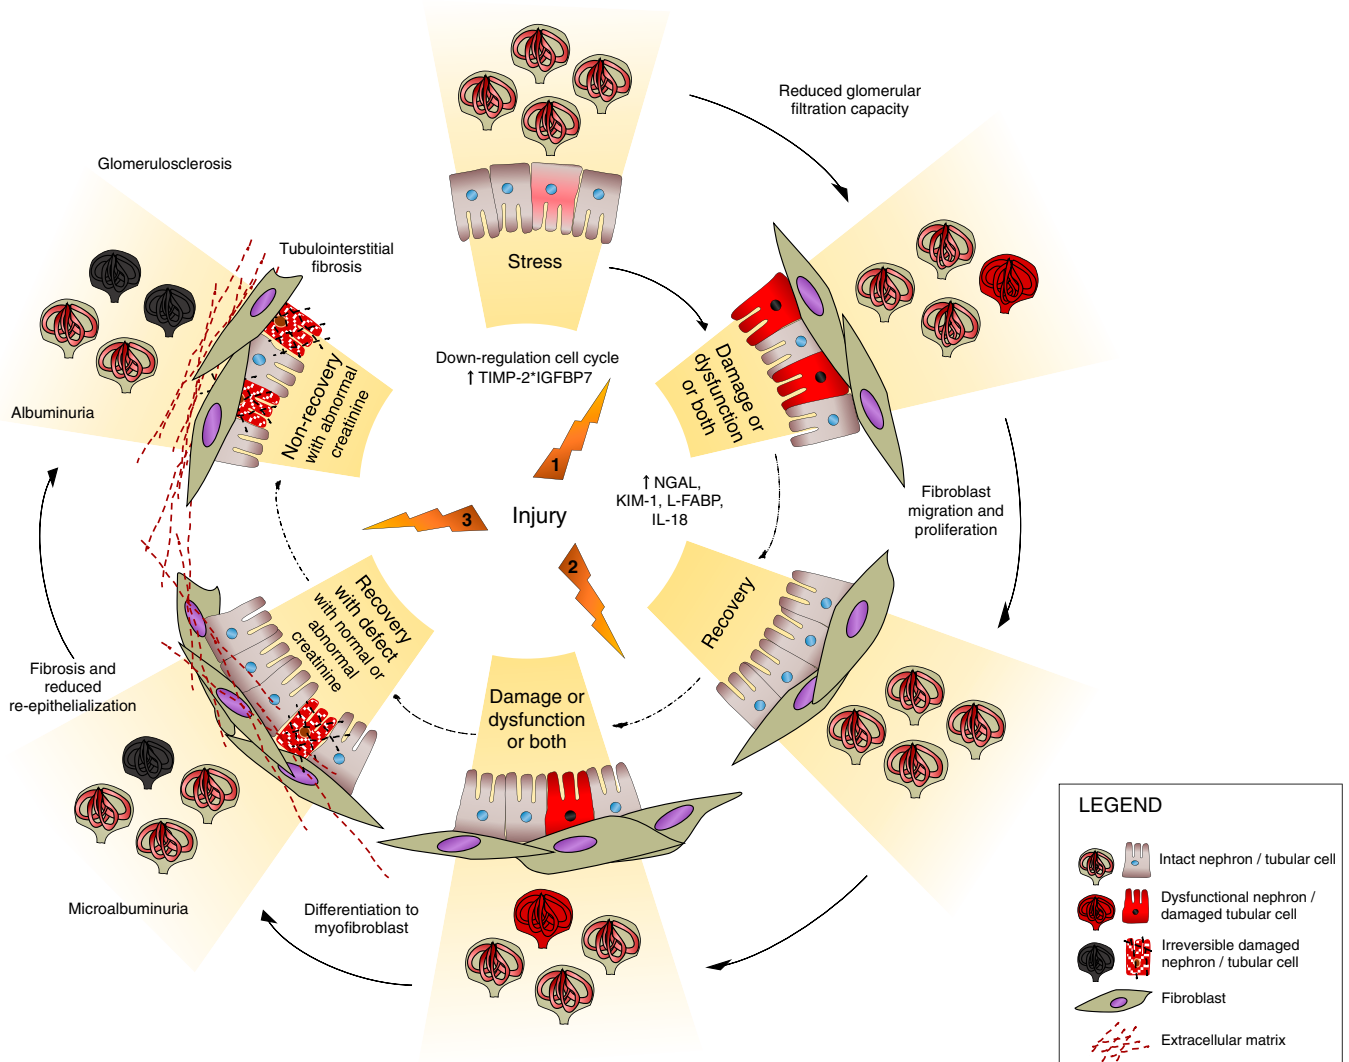 Reduced glomerular
filtration capacity
Glomerulosclerosis
Tubulointerstitial
fibrosis
Stress
Down-regulation cell cycle
↑ TIMP-2*IGFBP7
Damage or
dysfunction
or both
Non-recovery
with abnormal
creatinine
Albuminuria
1
↑ NGAL,
KIM-1, L-FABP,
IL-18
Fibroblast
migration and
proliferation
3
Injury
2
Recovery
Recovery
with defect
with normal or
abnormal
creatinine
Fibrosis and
reduced
re-epithelialization
Damage or
dysfunction
or both
Microalbuminuria
Differentiation to
myofibroblast
LEGEND
Intact nephron / tubular cell
Dysfunctional nephron /
damaged tubular cell
Irreversible damaged
nephron / tubular cell
Fibroblast
Extracellular matrix